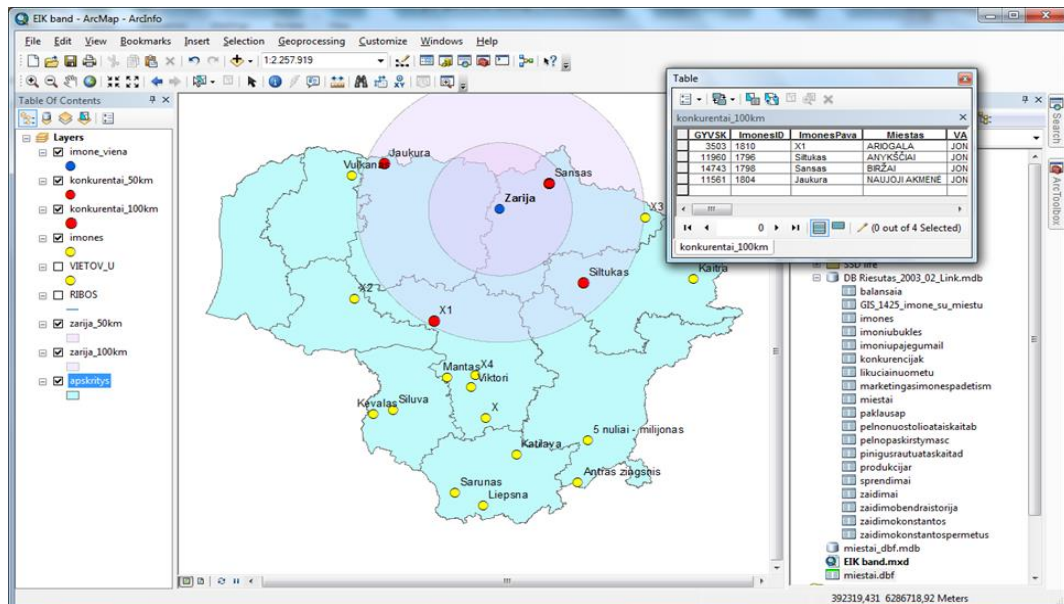 EIK band - ArcMap - ArcInfo
File Edit View Bookmarks Insert Selection Geoprocessing Customize Windows Help
1:2.257.919
Table Of Contents
Layers
imone_viena
konkurentai_50km
konkurentai_100km
imones
VIETOV_U
RIBOS
zarija_50km
zarija_100km
apskritys
Jaukura
Vulkanas
Sansas
Zarija
X3
Siltukas
Kaitra
X2
X1
Mantas X4
Viktori
Kevalas Siluva
X
5 nuliai - milijonas
Katilava
Antras zingsnis
Sarunas
Liepsna
Table
konkurentai_100km
GYVSK ImonesID ImonesPava Miestas VA
3503 1810 X1 ARIOGALA JON
11960 1796 Siltukas ANYKŠČIAI JON
14743 1798 Sansas BIRŽAI JON
11561 1804 Jaukura NAUJOJI AKMENĖ JON
0 (0 out of 4 Selected)
konkurentai_100km
Search
ArcToolbox
DB Riesutas_2003_02_Link.mdb
balansaia
GIS_1425_imone_su_miestu
imones
imoniubukles
imoniupajegumail
konkurencijak
likuciainuometu
marketingasimonespadetism
miestai
paklausap
pelnonuostolioataiskaitab
pelnopaskirstymasc
pinigusrautuataskaitad
produkcijar
sprendimai
zaidimai
zaidimobendraistorija
zaidimokonstantos
zaidimokonstantospermetus
miestai_dbf.mdb
EIK band.mxd
miestai.dbf
392319,431 6286718,92 Meters